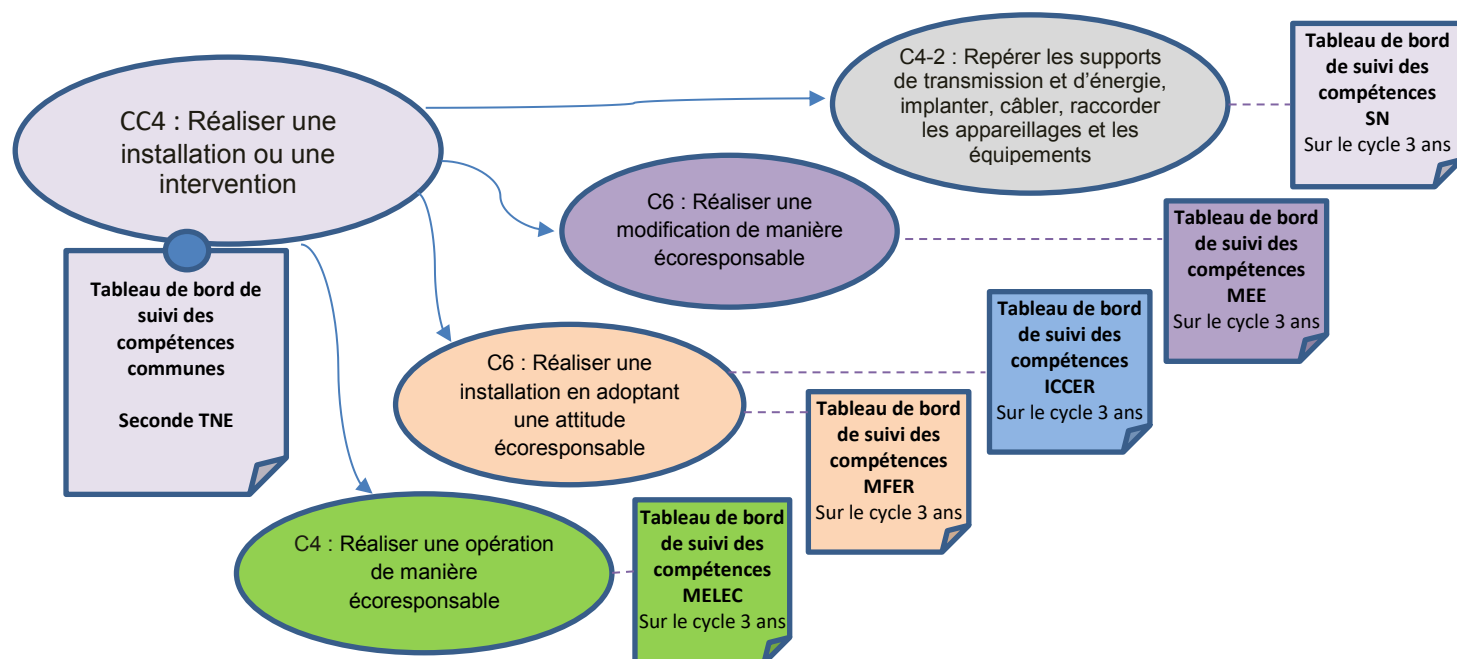 CC4 : Réaliser une
installation ou une
intervention
C4-2 : Repérer les supports
de transmission et d'énergie,
implanter, câbler, raccorder
les appareillages et les
équipements
Tableau de bord
de suivi des
compétences
SN
Sur le cycle 3 ans
C6 : Réaliser une
modification de manière
écoresponsable
Tableau de bord
de suivi des
compétences
MEE
Sur le cycle 3 ans
Tableau de bord de
suivi des
compétences
communes
Seconde TNE
C6 : Réaliser une
installation en adoptant
une attitude
écoresponsable
Tableau de bord
de suivi des
compétences
ICCER
Sur le cycle 3 ans
Tableau de bord
de suivi des
compétences
MFER
Sur le cycle 3 ans
C4 : Réaliser une opération
de manière
écoresponsable
Tableau de bord
de suivi des
compétences
MELEC
Sur le cycle 3 ans